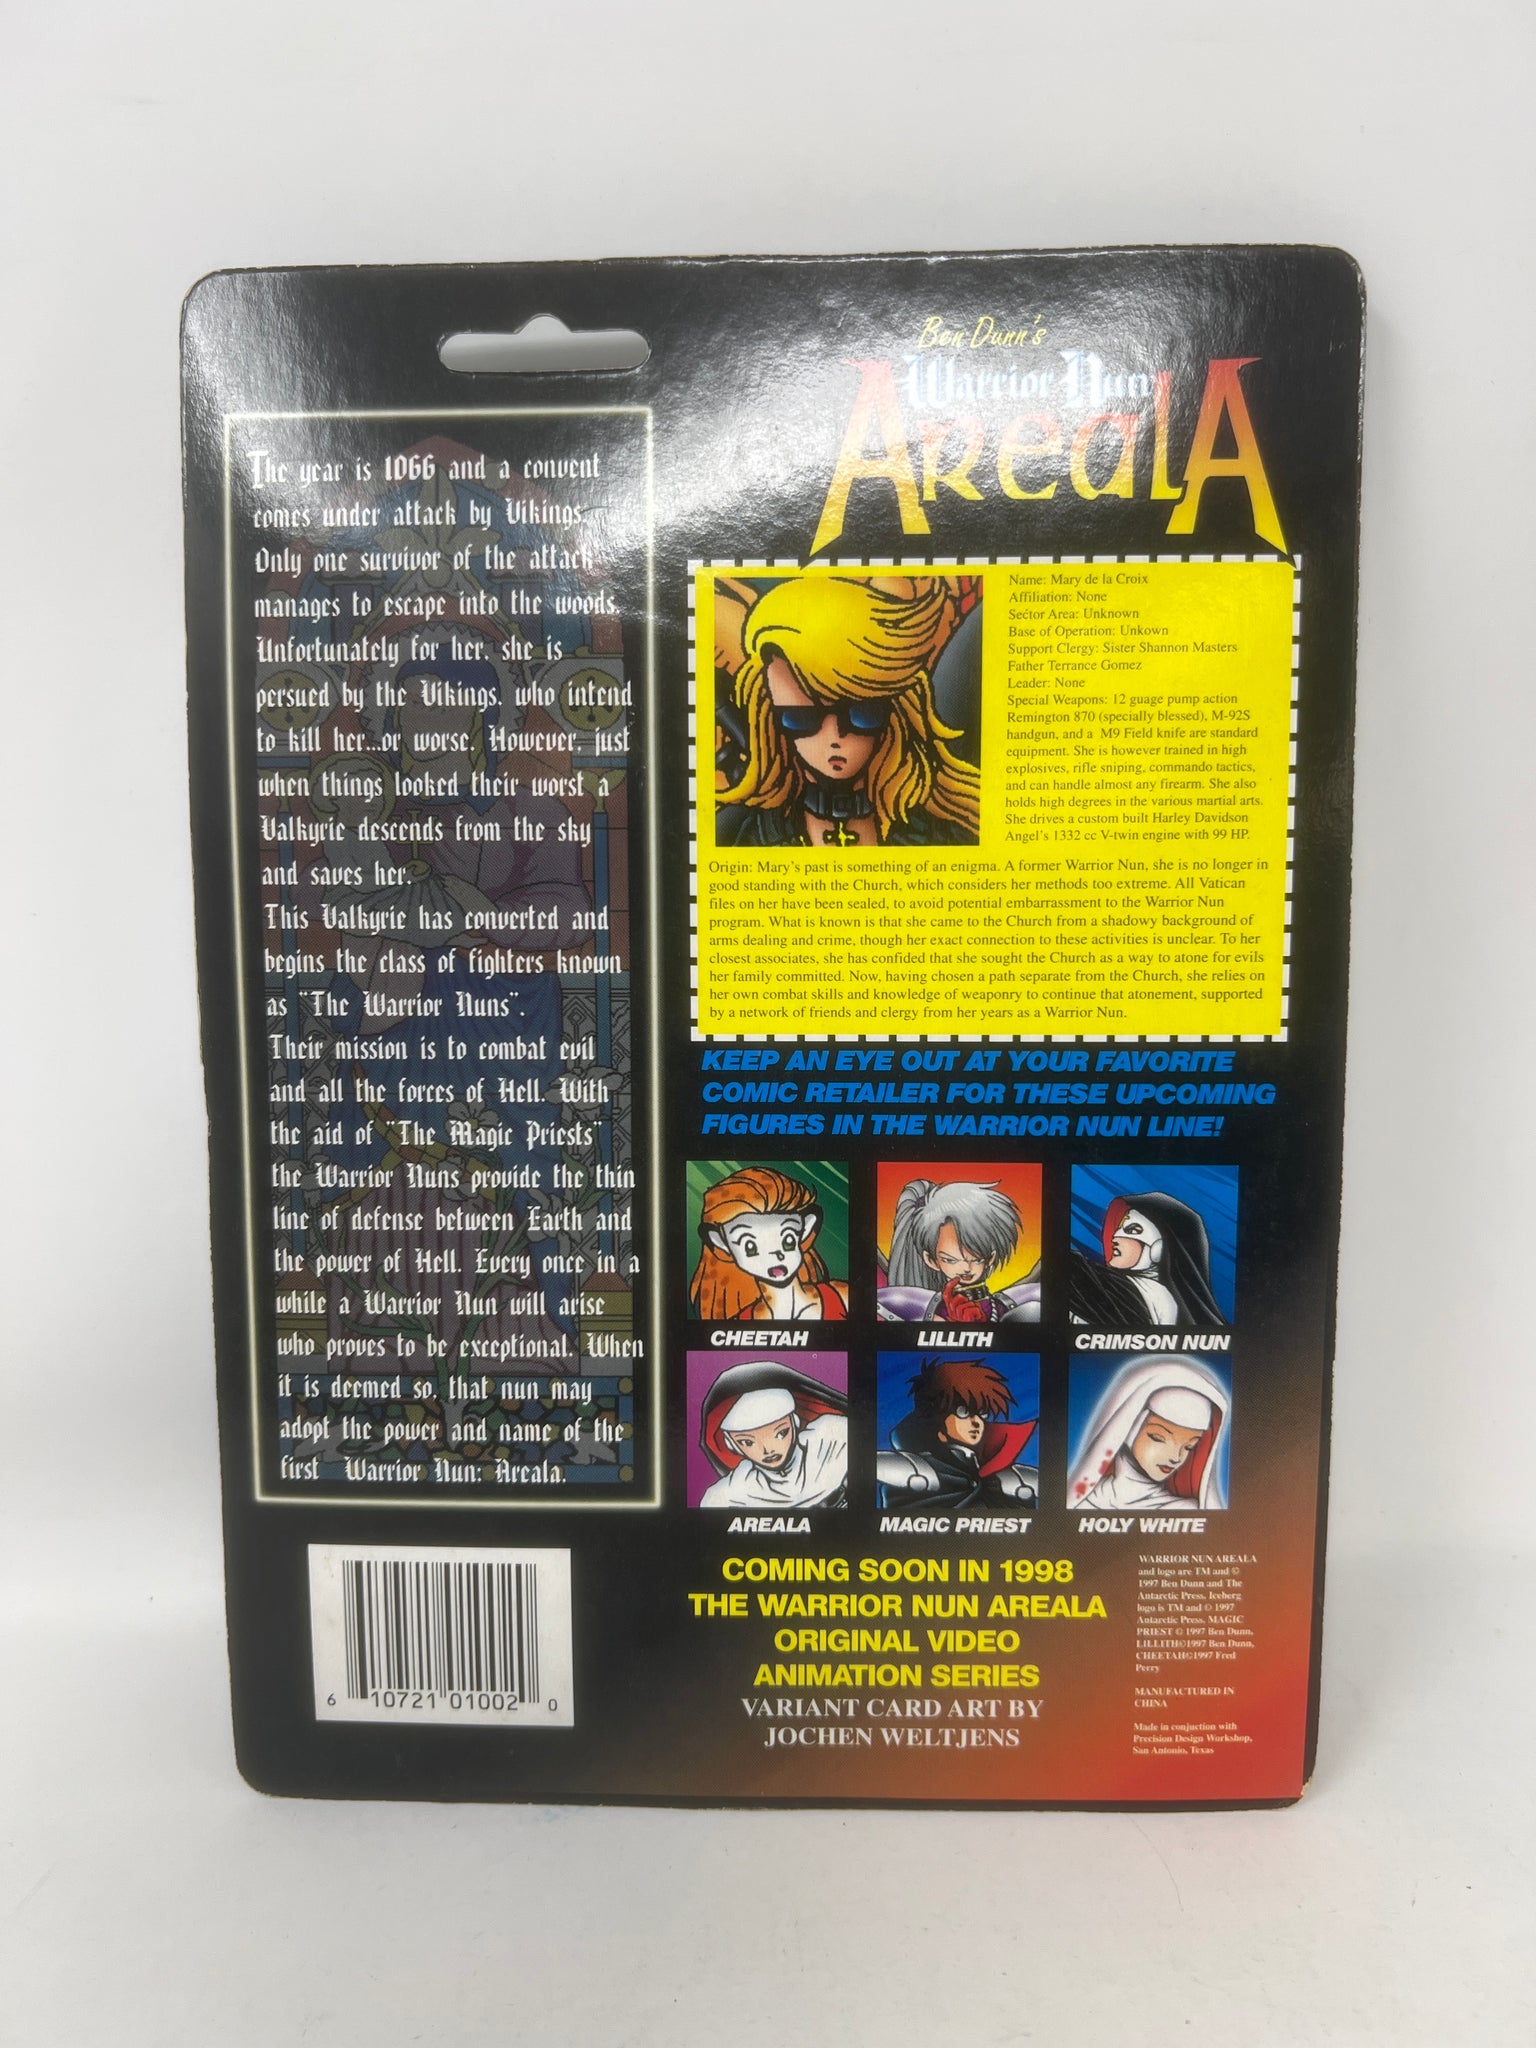 The year is 1066 and a convent
comes under attack by Vikings.
Only one survivor of the attack
manages to escape into the woods.
Unfortunately for her, she is
persued by the Vikings, who intend
to kill her...or worse. However, just
when things looked their worst a
Valkyrie descends from the sky
and saves her.
This Valkyrie has converted and
begins the class of fighters known
as "The Warrior Nuns".
Their mission is to combat evil
and all the forces of Hell. With
the aid of "The Magic Priests"
the Warrior Nuns provide the thin
line of defense between Earth and
the power of Hell. Every once in a
while a Warrior Nun will arise
who proves to be exceptional. When
it is deemed so, that nun may
adopt the power and name of the
first Warrior Nun: Areala.
6 10721 01002 0
Ben Dunn's
Warrior Nun
AReaLA
Name: Mary de la Croix
Affiliation: None
Sector Area: Unknown
Base of Operation: Unkown
Support Clergy: Sister Shannon Masters
Father Terrance Gomez
Leader: None
Special Weapons: 12 guage pump action
Remington 870 (specially blessed), M-92S
handgun, and a M9 Field knife are standard
equipment. She is however trained in high
explosives, rifle sniping, commando tactics,
and can handle almost any firearm. She also
holds high degrees in the various martial arts.
She drives a custom built Harley Davidson
Angel's 1332 cc V-twin engine with 99 HP.
Origin: Mary's past is something of an enigma. A former Warrior Nun, she is no longer in
good standing with the Church, which considers her methods too extreme. All Vatican
files on her have been sealed, to avoid potential embarrassment to the Warrior Nun
program. What is known is that she came to the Church from a shadowy background of
arms dealing and crime, though her exact connection to these activities is unclear. To her
closest associates, she has confided that she sought the Church as a way to atone for evils
her family committed. Now, having chosen a path separate from the Church, she relies on
her own combat skills and knowledge of weaponry to continue that atonement, supported
by a network of friends and clergy from her years as a Warrior Nun.
KEEP AN EYE OUT AT YOUR FAVORITE
COMIC RETAILER FOR THESE UPCOMING
FIGURES IN THE WARRIOR NUN LINE!
CHEETAH
LILLITH
CRIMSON NUN
AREALA
MAGIC PRIEST
HOLY WHITE
COMING SOON IN 1998
THE WARRIOR NUN AREALA
ORIGINAL VIDEO
ANIMATION SERIES
VARIANT CARD ART BY
JOCHEN WELTJENS
WARRIOR NUN AREALA
and logo are TM and ©
1997 Ben Dunn and The
Antarctic Press. Iceberg
logo is TM and © 1997
Antarctic Press. MAGIC
PRIEST © 1997 Ben Dunn,
LILLITH©1997 Ben Dunn,
CHEETAH©1997 Fred
Perry
MANUFACTURED IN
CHINA
Made in conjuction with
Precision Design Workshop,
San Antonio, Texas